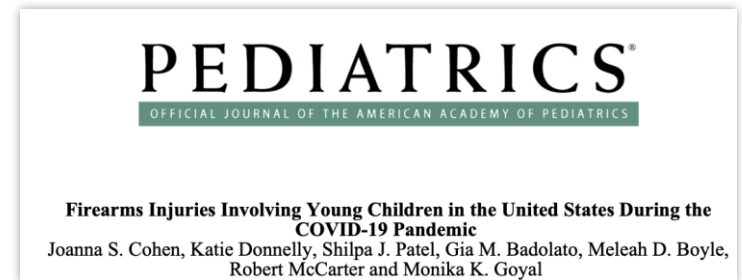 PEDIATRICS®
OFFICIAL JOURNAL OF THE AMERICAN ACADEMY OF PEDIATRICS
Firearms Injuries Involving Young Children in the United States During the
COVID-19 Pandemic
Joanna S. Cohen, Katie Donnelly, Shilpa J. Patel, Gia M. Badolato, Meleah D. Boyle,
Robert McCarter and Monika K. Goyal